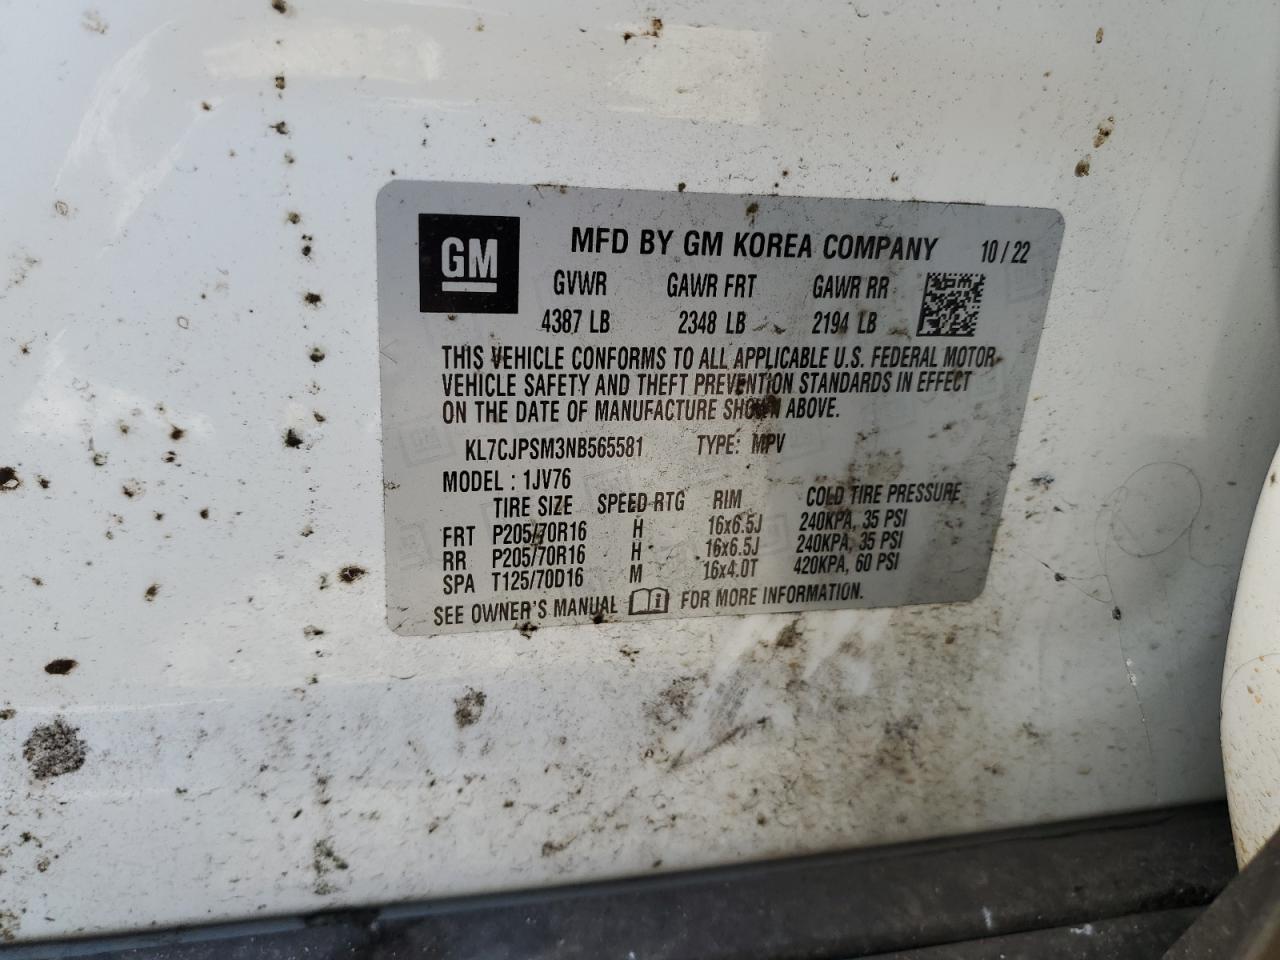 GM
MFD BY GM KOREA COMPANY 10 / 22
GVWR GAWR FRT GAWR RR
4387 LB 2348 LB 2194 LB
THIS VEHICLE CONFORMS TO ALL APPLICABLE U.S. FEDERAL MOTOR
VEHICLE SAFETY AND THEFT PREVENTION STANDARDS IN EFFECT
ON THE DATE OF MANUFACTURE SHOWN ABOVE.
KL7CJPSM3NB565581 TYPE: MPV
MODEL : 1JV76
TIRE SIZE SPEED RTG RIM COLD TIRE PRESSURE
FRT P205/70R16 H 16x6.5J 240KPA, 35 PSI
RR P205/70R16 H 16x6.5J 240KPA, 35 PSI
SPA T125/70D16 M 16x4.0T 420KPA, 60 PSI
SEE OWNER'S MANUAL FOR MORE INFORMATION.